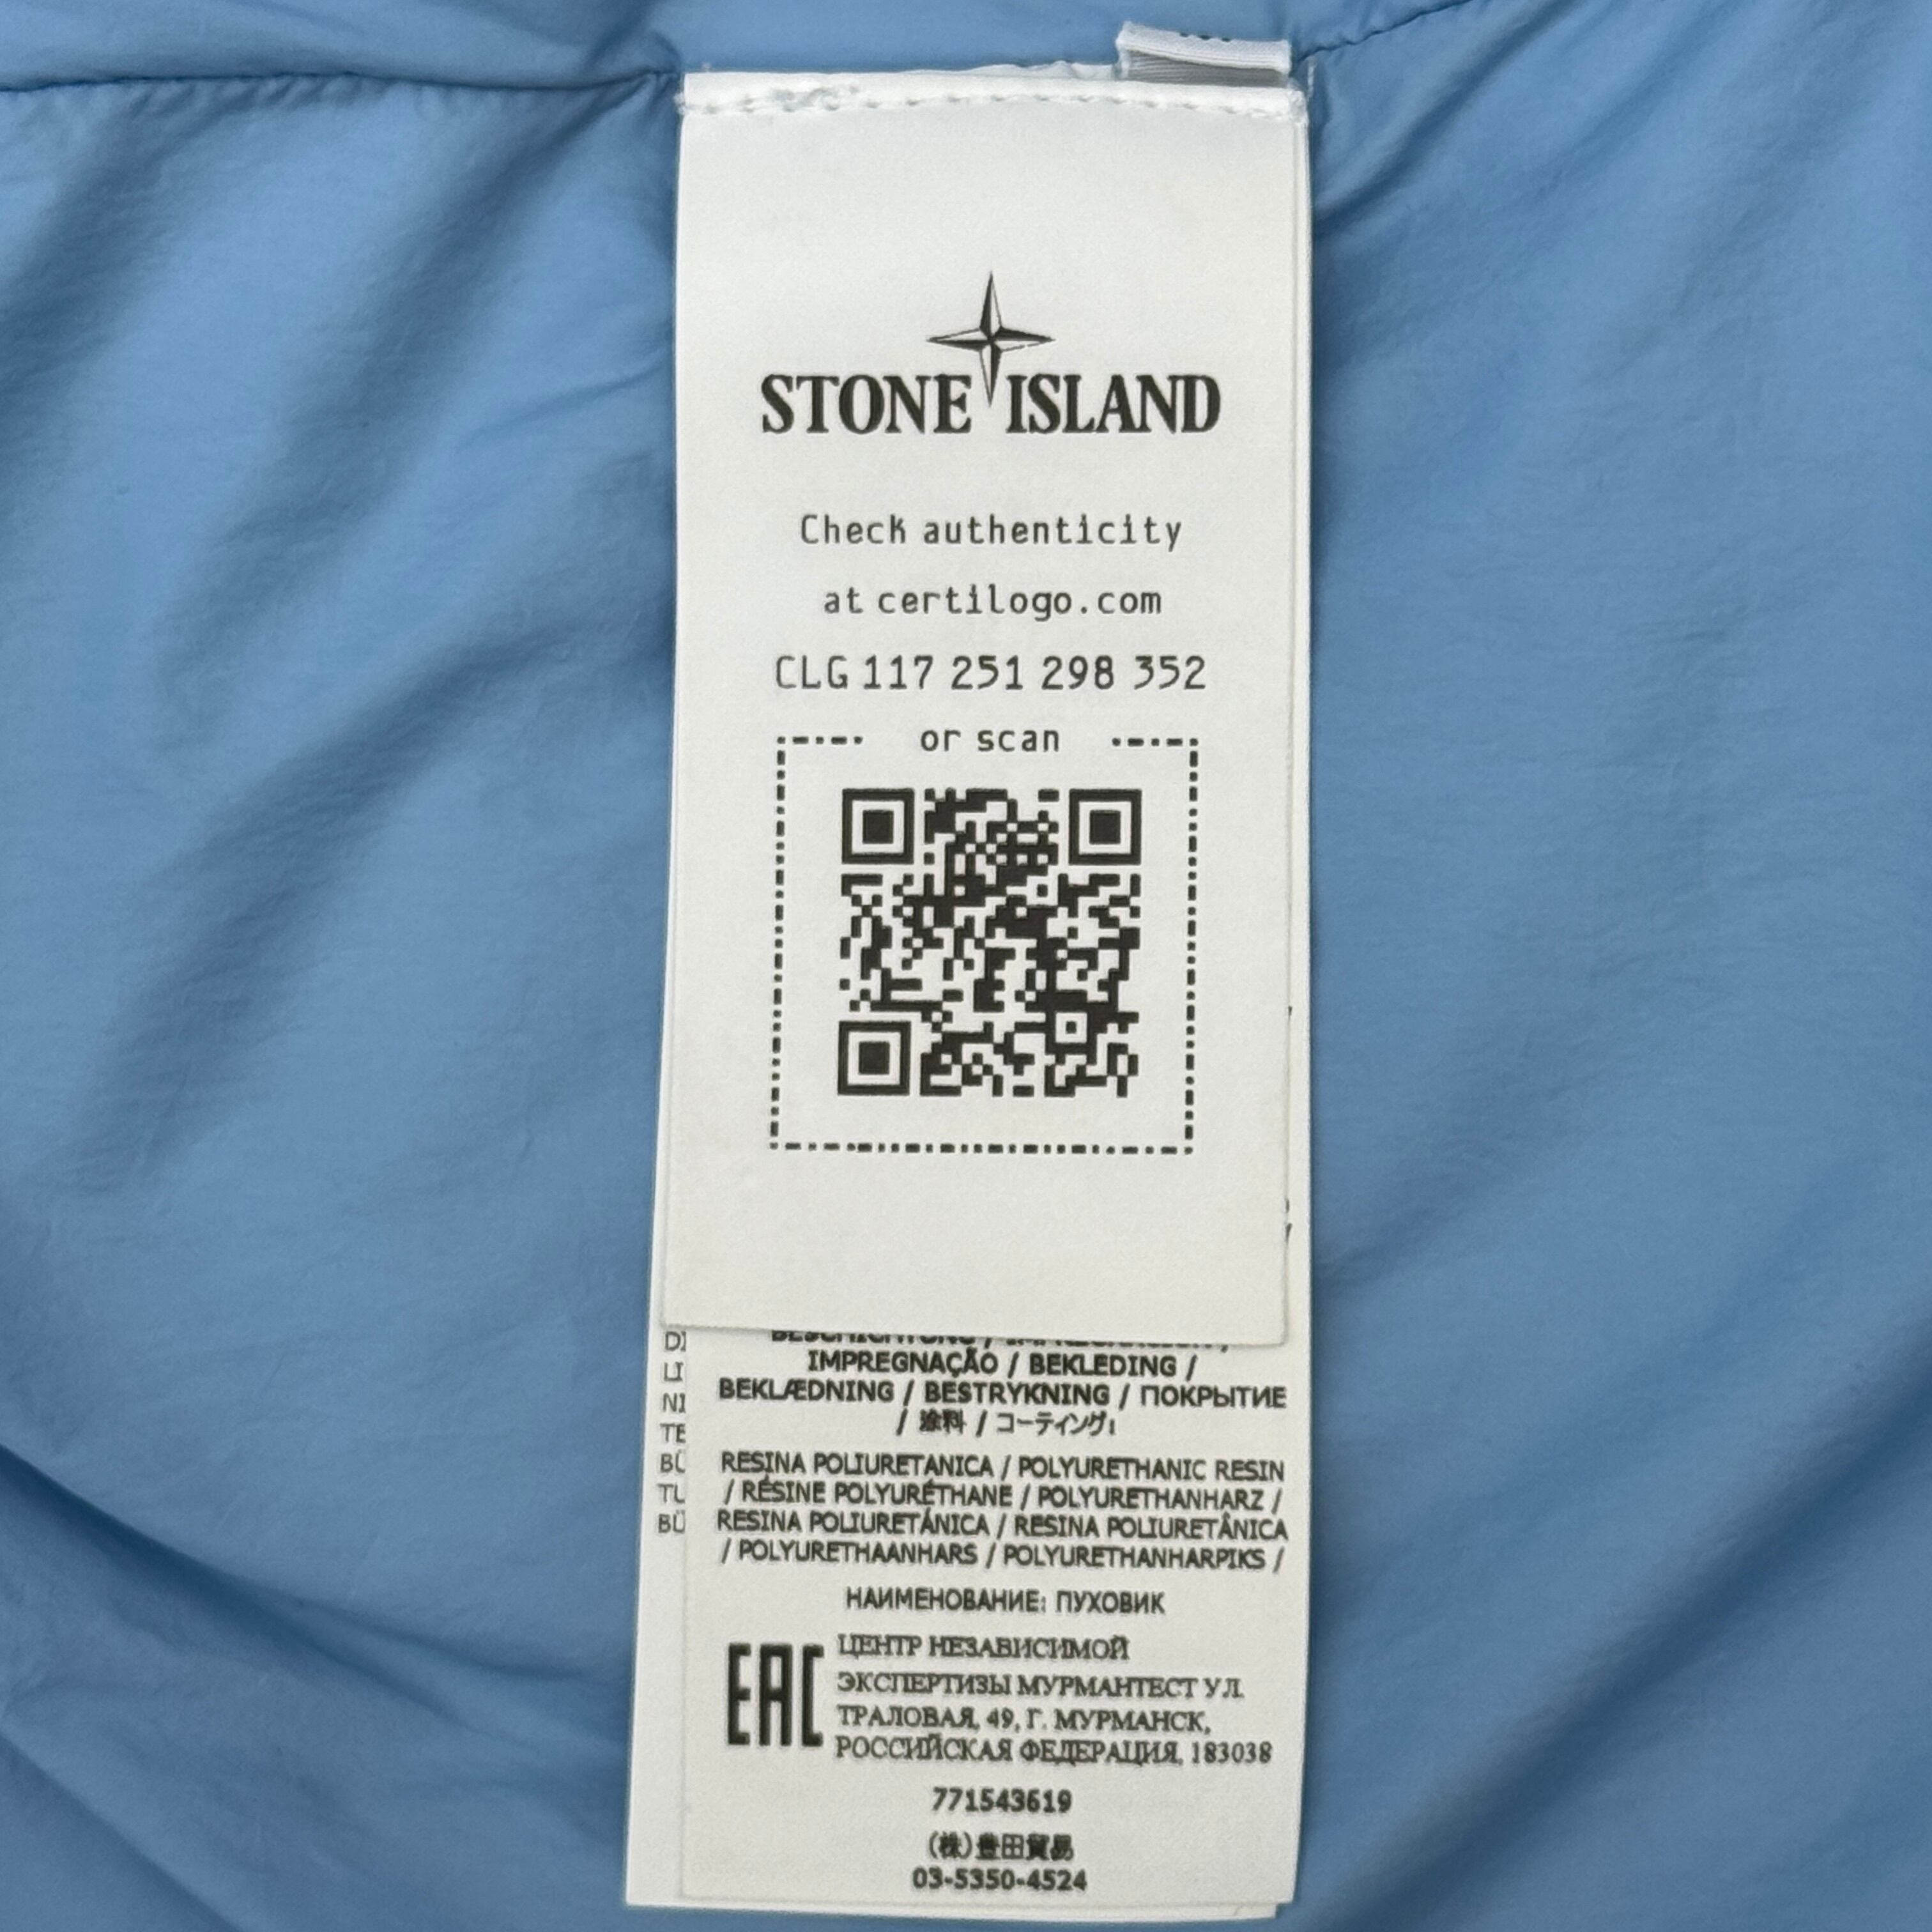 STONE ISLAND
Check authenticity
at certilogo.com
CLG 117 251 298 352
or scan
IMPREGNAÇÃO / BEKLEDING /
BEKLÆDNING / BESTRYKNING / ПОКРЫТИЕ
/ 塗料 / コーティング:
RESINA POLIURETANICA / POLYURETHANIC RESIN
/ RÉSINE POLYURÉTHANE / POLYURETHANHARZ /
RESINA POLIURETÁNICA / RESINA POLIURETÂNICA
/ POLYURETHAANHARS / POLYURETHANHARPIKS /
НАИМЕНОВАНИЕ: ПУХОВИК
EAC
ЦЕНТР НЕЗАВИСИМОЙ
ЭКСПЕРТИЗЫ МУРМАНТЕСТ УЛ.
ТРАЛОВАЯ, 49, Г. МУРМАНСК,
РОССИЙСКАЯ ФЕДЕРАЦИЯ, 183038
771543619
(株)豊田貿易
03-5350-4524